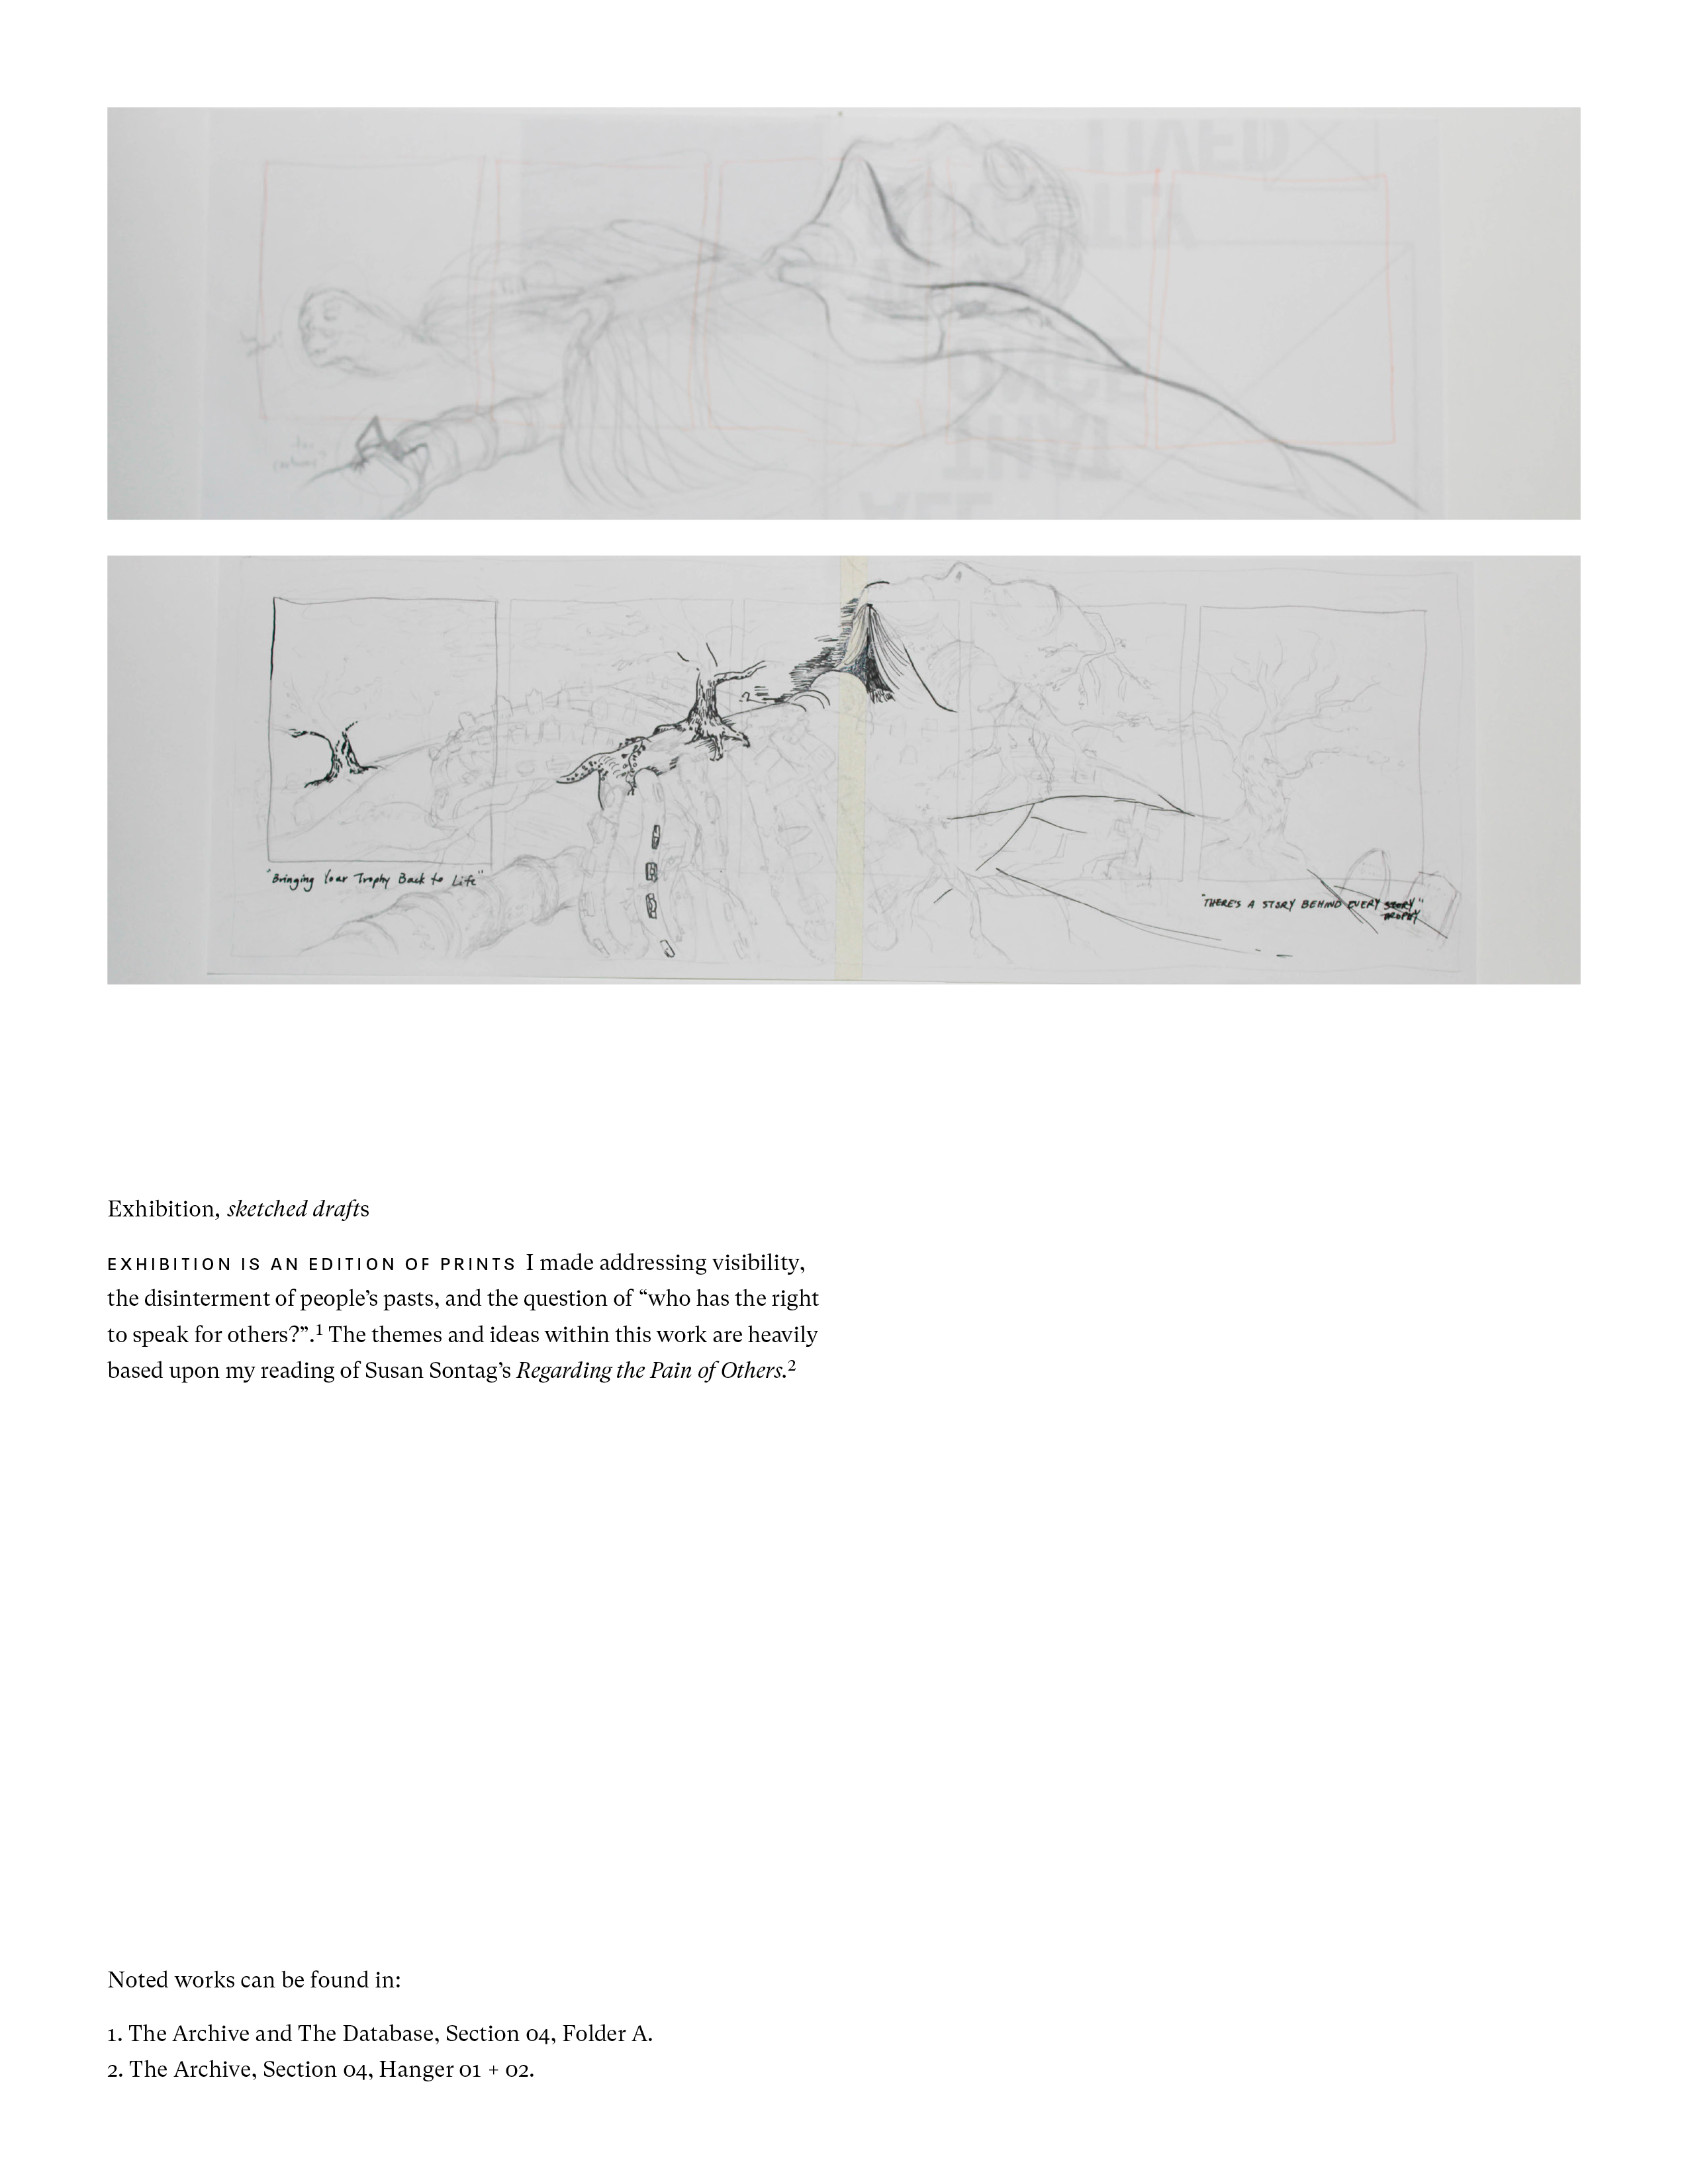 LIVED
THAT
"Bringing Your Trophy Back to Life"
"THERE'S A STORY BEHIND EVERY STORY"
TROPHY
Exhibition, sketched drafts
EXHIBITION IS AN EDITION OF PRINTS I made addressing visibility,
the disinterment of people’s pasts, and the question of “who has the right
to speak for others?”.1 The themes and ideas within this work are heavily
based upon my reading of Susan Sontag’s Regarding the Pain of Others.2
Noted works can be found in:
1. The Archive and The Database, Section 04, Folder A.
2. The Archive, Section 04, Hanger 01 + 02.